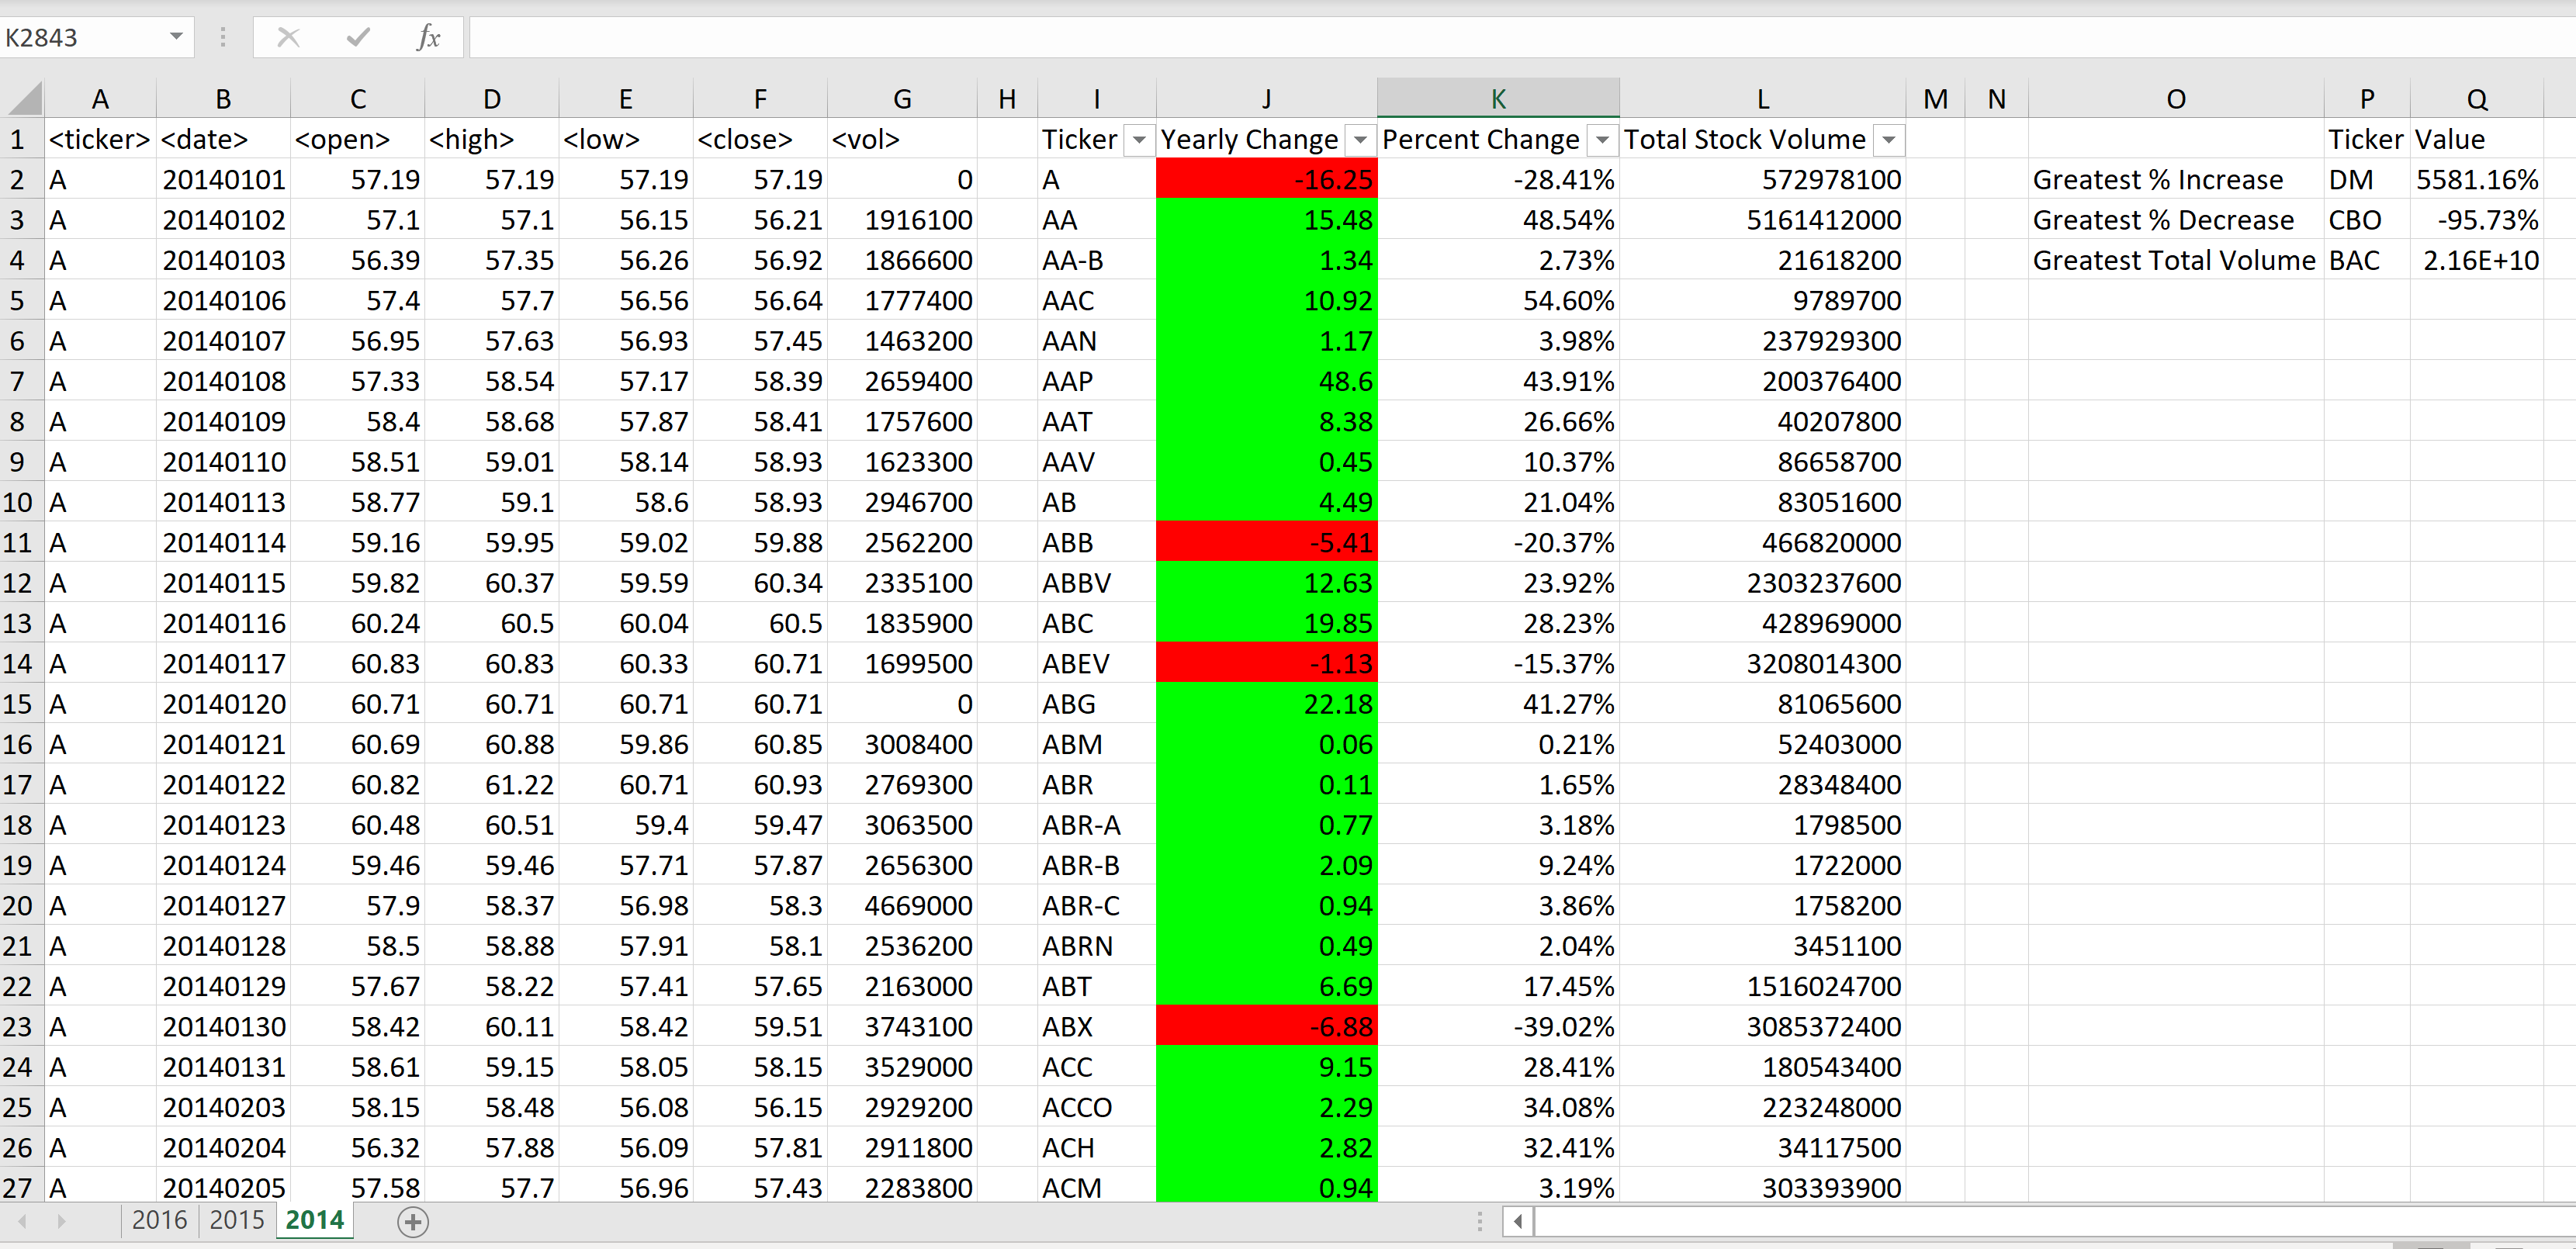 K2843 fx
A B C D E F G H I J K L M N O P Q
1 <ticker> <date> <open> <high> <low> <close> <vol> Ticker Yearly Change Percent Change Total Stock Volume Ticker Value
2 A 20140101 57.19 57.19 57.19 57.19 0 A -16.25 -28.41% 572978100 Greatest % Increase DM 5581.16%
3 A 20140102 57.1 57.1 56.15 56.21 1916100 AA 15.48 48.54% 5161412000 Greatest % Decrease CBO -95.73%
4 A 20140103 56.39 57.35 56.26 56.92 1866600 AA-B 1.34 2.73% 21618200 Greatest Total Volume BAC 2.16E+10
5 A 20140106 57.4 57.7 56.56 56.64 1777400 AAC 10.92 54.60% 9789700
6 A 20140107 56.95 57.63 56.93 57.45 1463200 AAN 1.17 3.98% 237929300
7 A 20140108 57.33 58.54 57.17 58.39 2659400 AAP 48.6 43.91% 200376400
8 A 20140109 58.4 58.68 57.87 58.41 1757600 AAT 8.38 26.66% 40207800
9 A 20140110 58.51 59.01 58.14 58.93 1623300 AAV 0.45 10.37% 86658700
10 A 20140113 58.77 59.1 58.6 58.93 2946700 AB 4.49 21.04% 83051600
11 A 20140114 59.16 59.95 59.02 59.88 2562200 ABB -5.41 -20.37% 466820000
12 A 20140115 59.82 60.37 59.59 60.34 2335100 ABBV 12.63 23.92% 2303237600
13 A 20140116 60.24 60.5 60.04 60.5 1835900 ABC 19.85 28.23% 428969000
14 A 20140117 60.83 60.83 60.33 60.71 1699500 ABEV -1.13 -15.37% 3208014300
15 A 20140120 60.71 60.71 60.71 60.71 0 ABG 22.18 41.27% 81065600
16 A 20140121 60.69 60.88 59.86 60.85 3008400 ABM 0.06 0.21% 52403000
17 A 20140122 60.82 61.22 60.71 60.93 2769300 ABR 0.11 1.65% 28348400
18 A 20140123 60.48 60.51 59.4 59.47 3063500 ABR-A 0.77 3.18% 1798500
19 A 20140124 59.46 59.46 57.71 57.87 2656300 ABR-B 2.09 9.24% 1722000
20 A 20140127 57.9 58.37 56.98 58.3 4669000 ABR-C 0.94 3.86% 1758200
21 A 20140128 58.5 58.88 57.91 58.1 2536200 ABRN 0.49 2.04% 3451100
22 A 20140129 57.67 58.22 57.41 57.65 2163000 ABT 6.69 17.45% 1516024700
23 A 20140130 58.42 60.11 58.42 59.51 3743100 ABX -6.88 -39.02% 3085372400
24 A 20140131 58.61 59.15 58.05 58.15 3529000 ACC 9.15 28.41% 180543400
25 A 20140203 58.15 58.48 56.08 56.15 2929200 ACCO 2.29 34.08% 223248000
26 A 20140204 56.32 57.88 56.09 57.81 2911800 ACH 2.82 32.41% 34117500
27 A 20140205 57.58 57.7 56.96 57.43 2283800 ACM 0.94 3.19% 303393900
2016 2015 2014